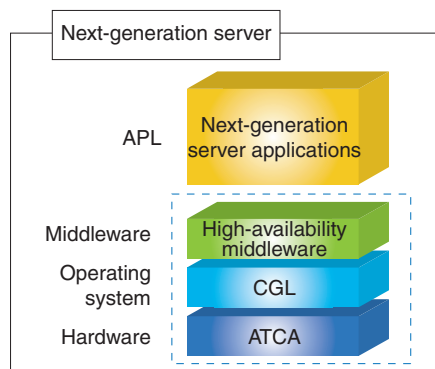 Next-generation server
APL
Next-generation
server applications
Middleware
High-availability
middleware
Operating
system
CGL
Hardware
ATCA